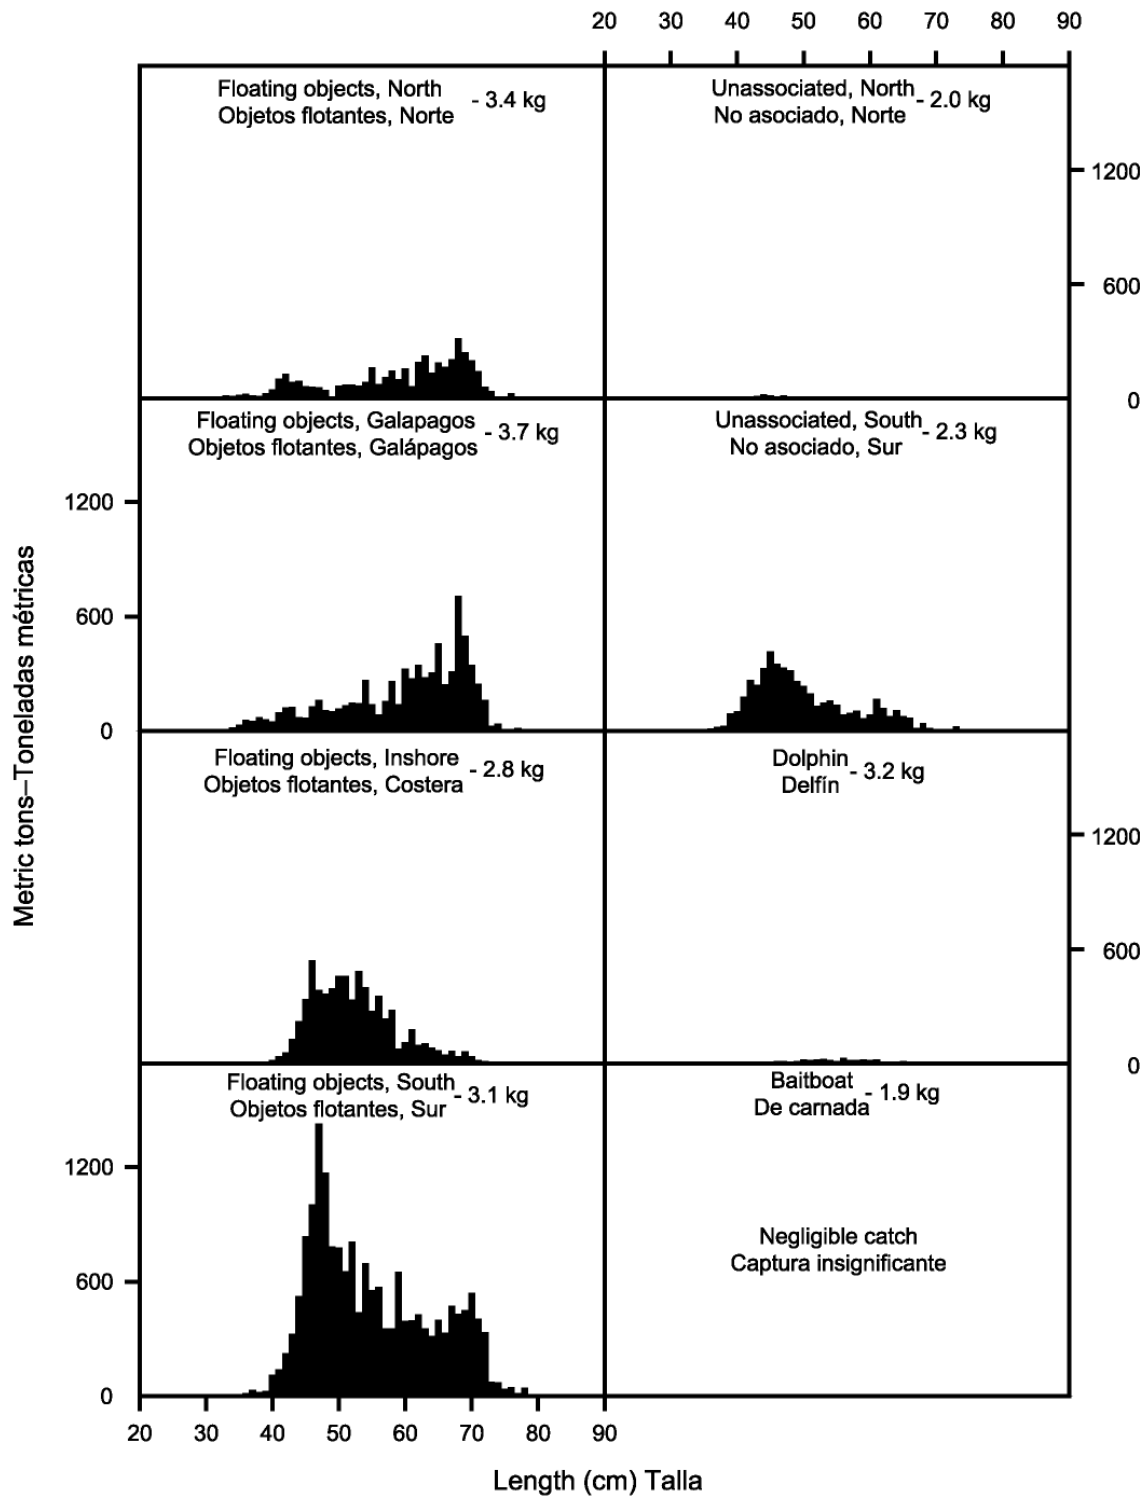 20 30 40 50 60 70 80 90
Floating objects, North
Objetos flotantes, Norte
- 3.4 kg
Unassociated, North
No asociado, Norte
- 2.0 kg
1200
600
0
Floating objects, Galapagos
Objetos flotantes, Galápagos
- 3.7 kg
Unassociated, South
No asociado, Sur
- 2.3 kg
1200
600
0
Metric tons–Toneladas métricas
Floating objects, Inshore
Objetos flotantes, Costera
- 2.8 kg
Dolphin
Delfín
- 3.2 kg
1200
600
0
Floating objects, South
Objetos flotantes, Sur
- 3.1 kg
Baitboat
De carnada
- 1.9 kg
1200
600
0
Negligible catch
Captura insignificante
20 30 40 50 60 70 80 90
Length (cm) Talla